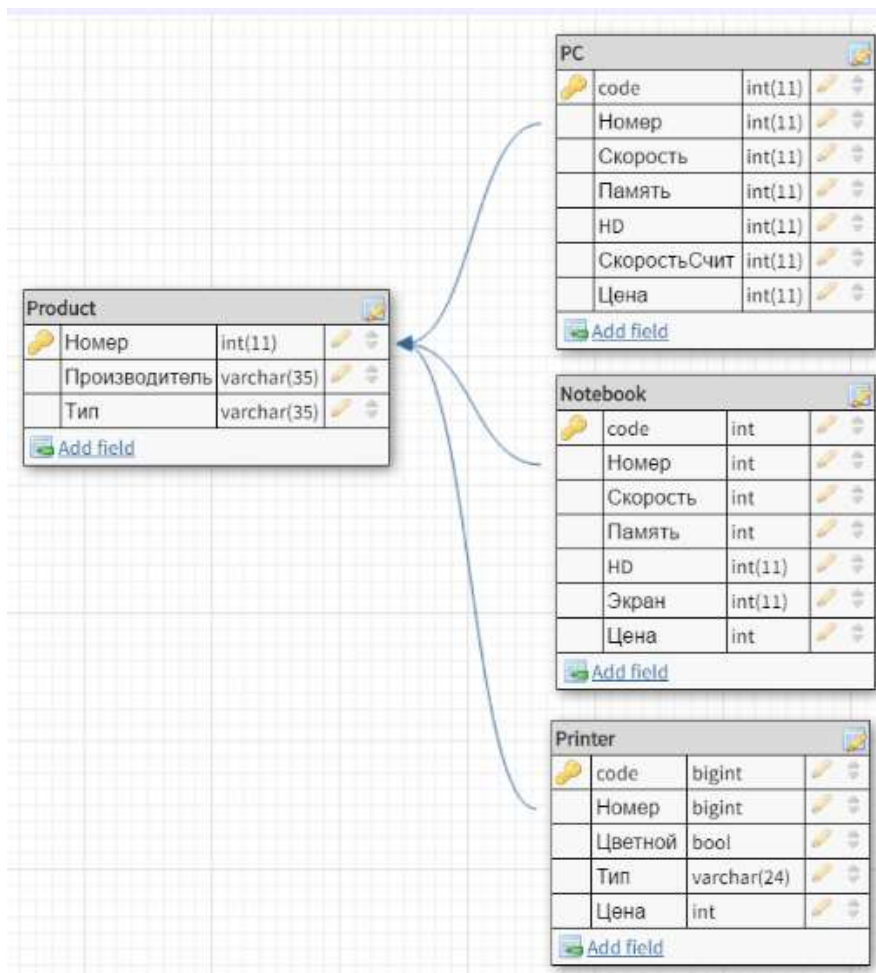 PC
code int(11)
Номер int(11)
Скорость int(11)
Память int(11)
HD int(11)
СкоростьСчит int(11)
Цена int(11)
Add field
Product
Номер int(11)
Производитель varchar(35)
Тип varchar(35)
Add field
Notebook
code int
Номер int
Скорость int
Память int
HD int(11)
Экран int(11)
Цена int
Add field
Printer
code bigint
Номер bigint
Цветной bool
Тип varchar(24)
Цена int
Add field